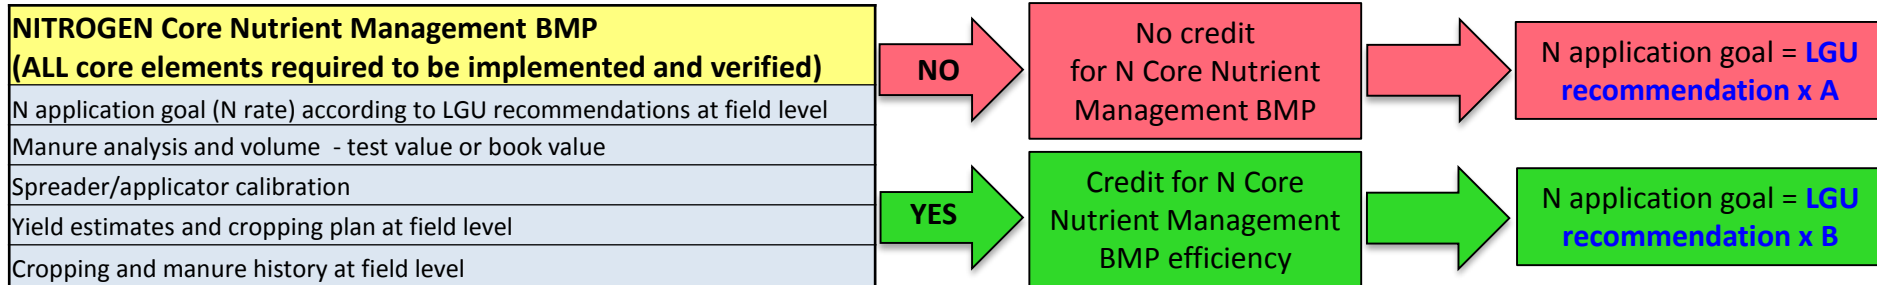 NITROGEN Core Nutrient Management BMP
(ALL core elements required to be implemented and verified)
N application goal (N rate) according to LGU recommendations at field level
Manure analysis and volume - test value or book value
Spreader/applicator calibration
Yield estimates and cropping plan at field level
Cropping and manure history at field level
NO
No credit
for N Core Nutrient
Management BMP
N application goal = LGU
recommendation x A
YES
Credit for N Core
Nutrient Management
BMP efficiency
N application goal = LGU
recommendation x B